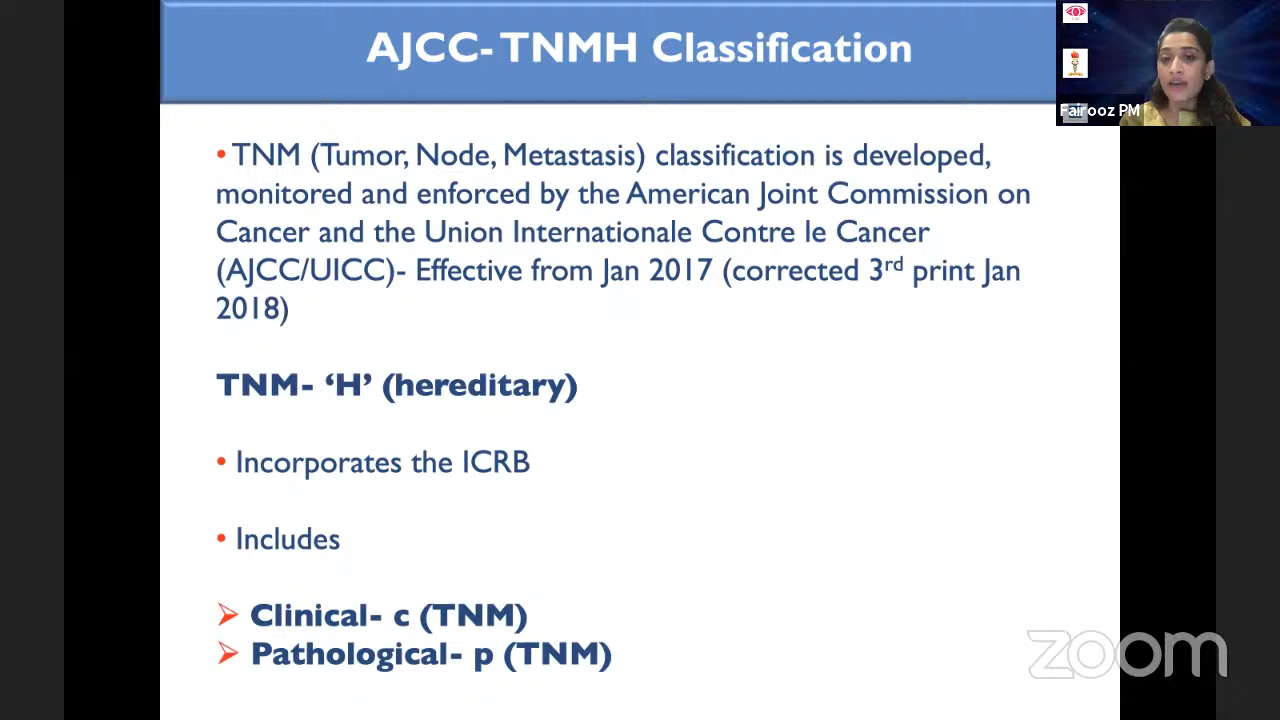 AJCC- TNMH Classification
Fairooz PM
• TNM (Tumor, Node, Metastasis) classification is developed,
monitored and enforced by the American Joint Commission on
Cancer and the Union Internationale Contre le Cancer
(AJCC/UICC)- Effective from Jan 2017 (corrected 3rd print Jan
2018)
TNM- ‘H’ (hereditary)
• Incorporates the ICRB
• Includes
➢ Clinical- c (TNM)
➢ Pathological- p (TNM)
zoom